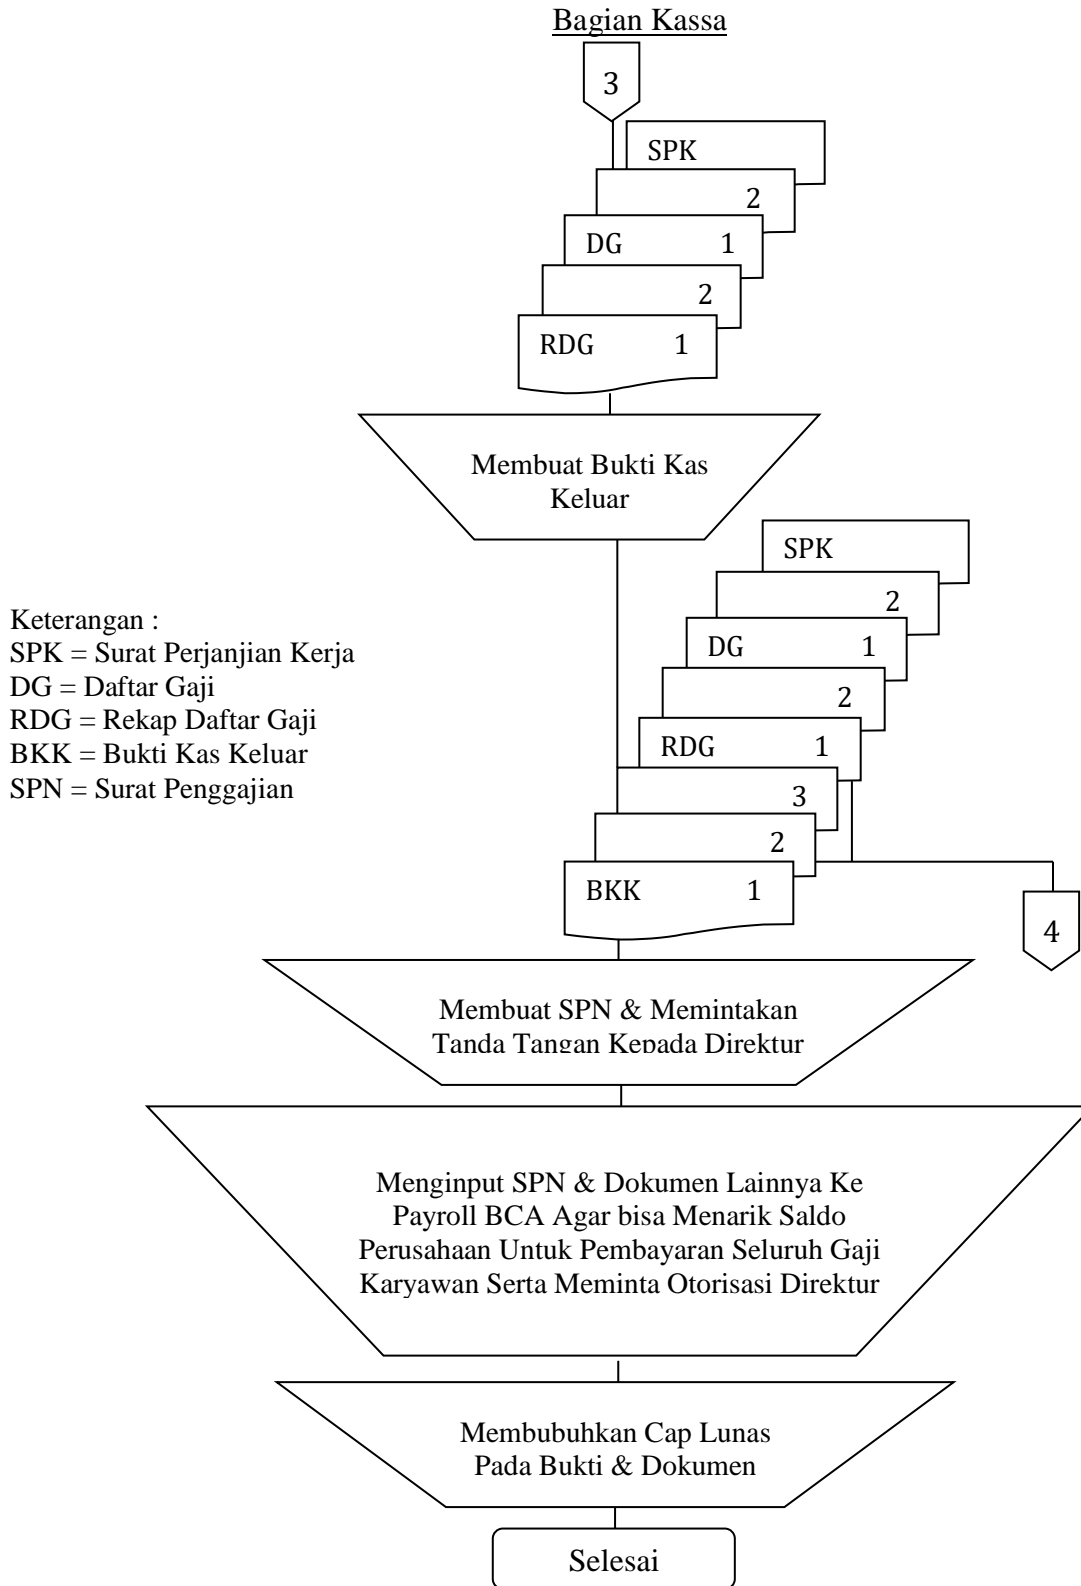 Bagian Kassa
3
SPK
2
DG 1
2
RDG 1
Membuat Bukti Kas
Keluar
SPK
2
DG 1
2
RDG 1
3
2
BKK 1
4
Keterangan :
SPK = Surat Perjanjian Kerja
DG = Daftar Gaji
RDG = Rekap Daftar Gaji
BKK = Bukti Kas Keluar
SPN = Surat Penggajian
Membuat SPN & Memintakan
Tanda Tangan Kepada Direktur
Menginput SPN & Dokumen Lainnya Ke
Payroll BCA Agar bisa Menarik Saldo
Perusahaan Untuk Pembayaran Seluruh Gaji
Karyawan Serta Meminta Otorisasi Direktur
Membubuhkan Cap Lunas
Pada Bukti & Dokumen
Selesai